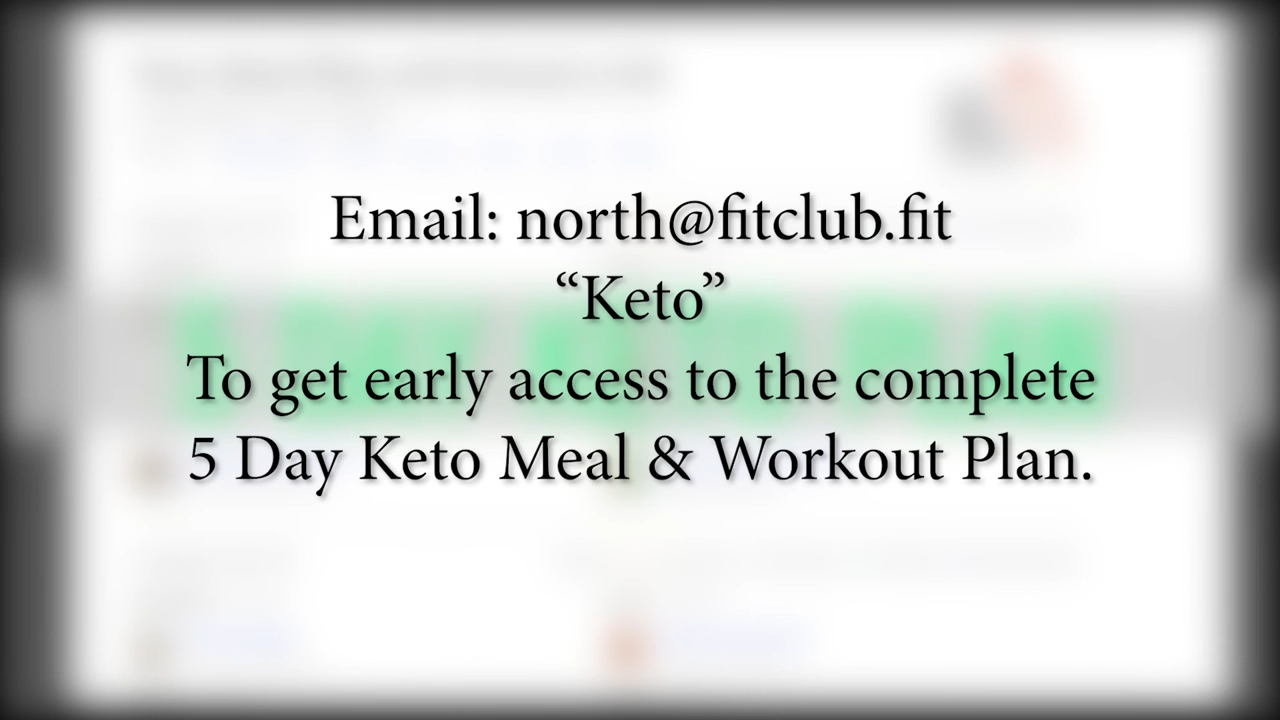 Email: north@fitclub.fit
“Keto”
To get early access to the complete
5 Day Keto Meal & Workout Plan.